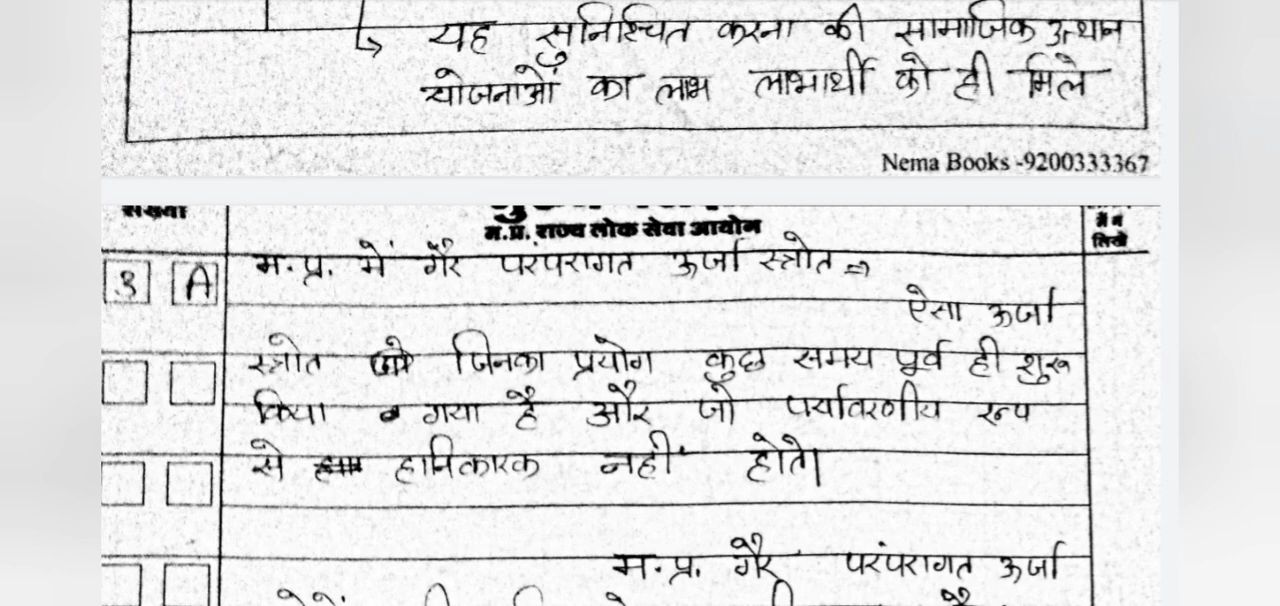 ↳ यह सुनिश्चित करना की सामाजिक उत्थान
योजनाओं का लाभ लाभार्थी को ही मिले
Nema Books -9200333367
संख्या
म.प्र. राज्य लोक सेवा आयोग
में न
लिखे
3 A म.प्र. में गैर परंपरागत ऊर्जा स्त्रोत ⇒
ऐसा ऊर्जा
स्त्रोत जिनका प्रयोग कुछ समय पूर्व ही शुरू
किया गया है और जो पर्यावरणीय रूप
से हानिकारक नहीं होते।
म.प्र. गैर परंपरागत ऊर्जा